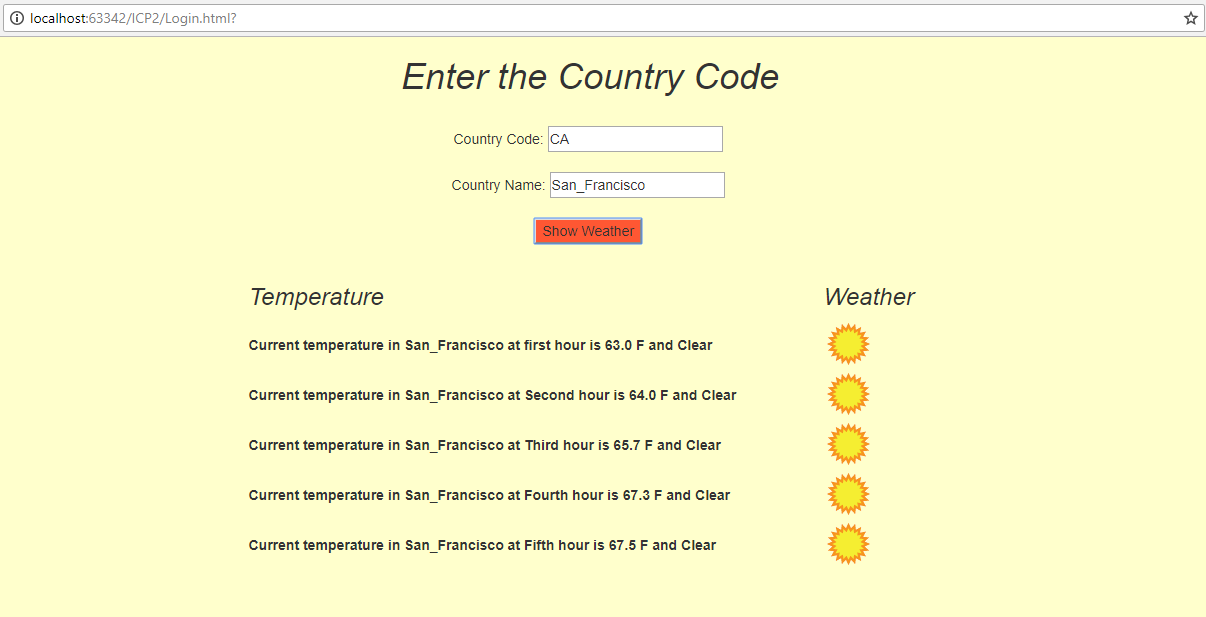 localhost:63342/ICP2/Login.html?
Enter the Country Code
Country Code: CA
Country Name: San_Francisco
Show Weather
Temperature Weather
Current temperature in San_Francisco at first hour is 63.0 F and Clear
Current temperature in San_Francisco at Second hour is 64.0 F and Clear
Current temperature in San_Francisco at Third hour is 65.7 F and Clear
Current temperature in San_Francisco at Fourth hour is 67.3 F and Clear
Current temperature in San_Francisco at Fifth hour is 67.5 F and Clear